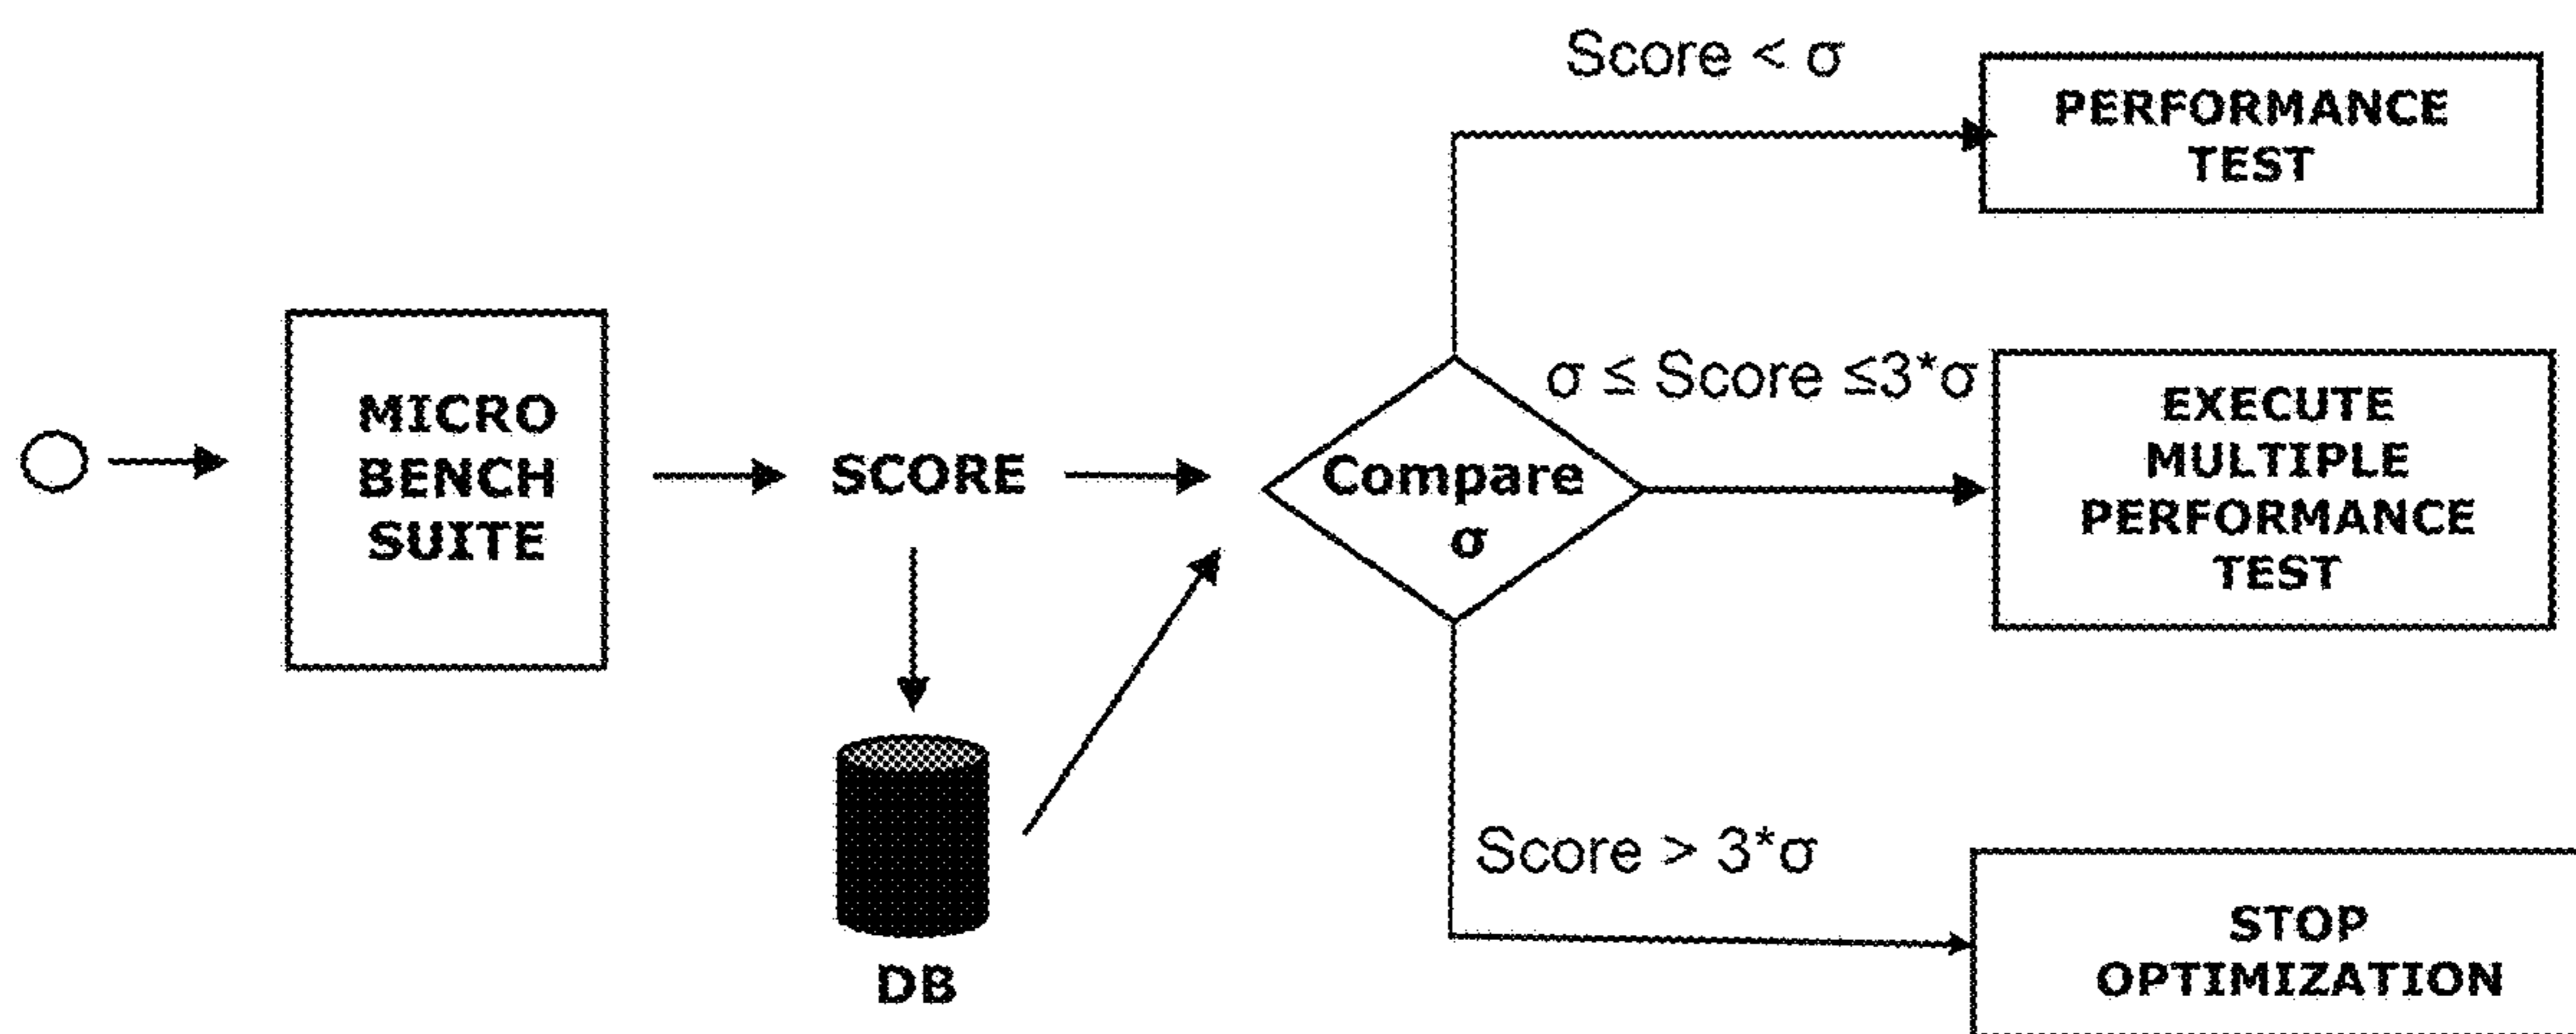 Score < σ
PERFORMANCE
TEST
MICRO
BENCH
SUITE
SCORE
DB
Compare
σ
σ ≤ Score ≤3*σ
EXECUTE
MULTIPLE
PERFORMANCE
TEST
Score > 3*σ
STOP
OPTIMIZATION